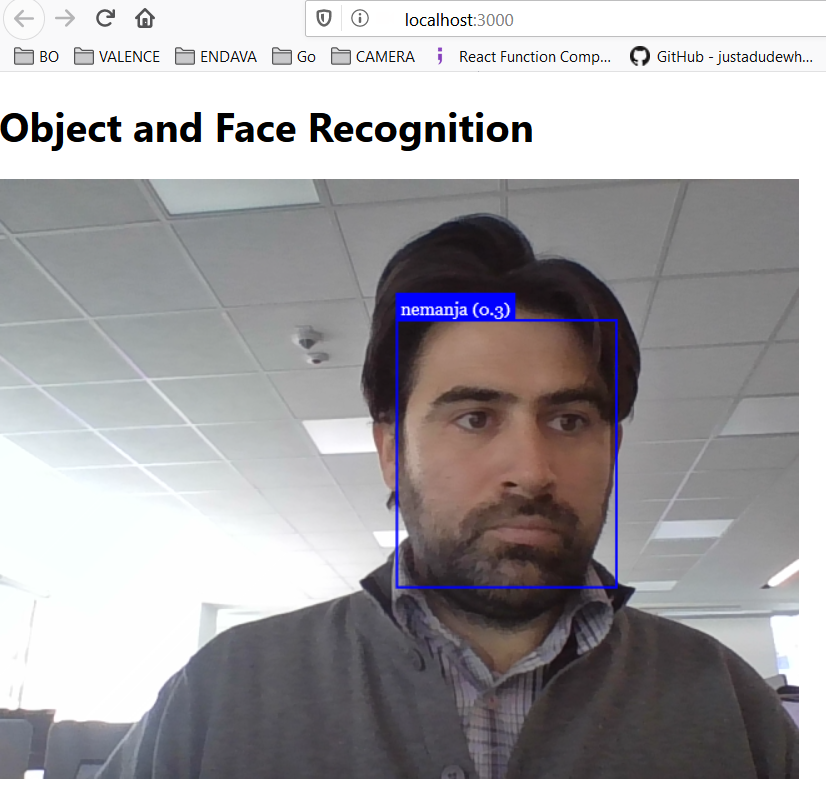 localhost:3000
BO VALENCE ENDAVA Go CAMERA React Function Comp... GitHub - justadudewh...
Object and Face Recognition
nemanja (0.3)